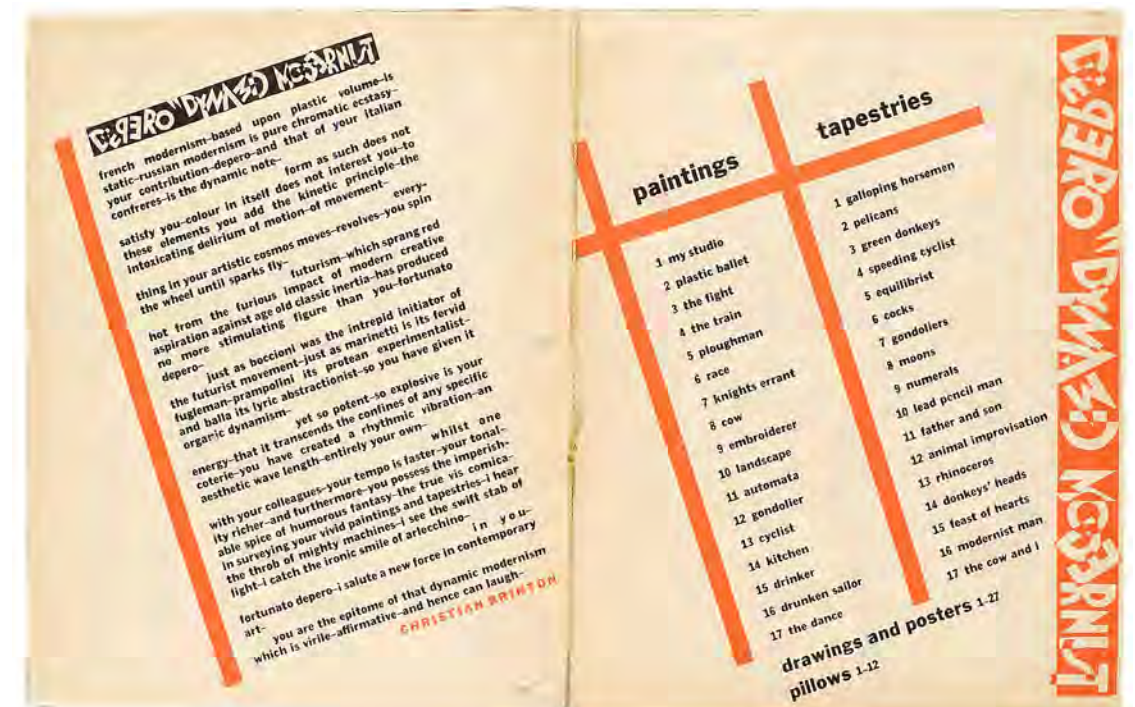 DEPERO "DYNAMIC MODERNIST
french modernism–based upon plastic volume–is
static–russian modernism is pure chromatic ecstasy–
your contribution–depero–and that of your italian
confreres–is the dynamic note–
form as such does not
satisfy you–colour in itself does not interest you–to
these elements you add the kinetic principle–the
intoxicating delirium of motion–of movement–
every-
thing in your artistic cosmos moves–revolves–you spin
the wheel until sparks fly–
futurism–which sprang red
hot from the furious impact of modern creative
aspiration against age old classic inertia–has produced
no more stimulating figure than you–fortunato
depero–
just as boccioni was the intrepid initiator of
the futurist movement–just as marinetti is its fervid
fugleman–prampolini its protean experimentalist–
and balla its lyric abstractionist–so you have given it
organic dynamism–
yet so potent–so explosive is your
energy–that it transcends the confines of any specific
coterie–you have created a rhythmic vibration–an
aesthetic wave length–entirely your own–
whilst one
with your colleagues–your tempo is faster–your tonal-
ity richer–and furthermore–you possess the imperish-
able spice of humorous fantasy–the true vis comica–
in surveying your vivid paintings and tapestries–i hear
the throb of mighty machines–i see the swift stab of
light–i catch the ironic smile of arlecchino–
in you–
fortunato depero–i salute a new force in contemporary
art–
you are the epitome of that dynamic modernism
which is virile–affirmative–and hence can laugh–
CHRISTIAN BRINTON
paintings
1 my studio
2 plastic ballet
3 the fight
4 the train
5 ploughman
6 race
7 knights errant
8 cow
9 embroiderer
10 landscape
11 automata
12 gondolier
13 cyclist
14 kitchen
15 drinker
16 drunken sailor
17 the dance
tapestries
1 galloping horsemen
2 pelicans
3 green donkeys
4 speeding cyclist
5 equilibrist
6 cocks
7 gondoliers
8 moons
9 numerals
10 lead pencil man
11 father and son
12 animal improvisation
13 rhinoceros
14 donkeys' heads
15 feast of hearts
16 modernist man
17 the cow and i
drawings and posters 1-27
pillows 1-12
DEPERO "DYNAMIC MODERNIST